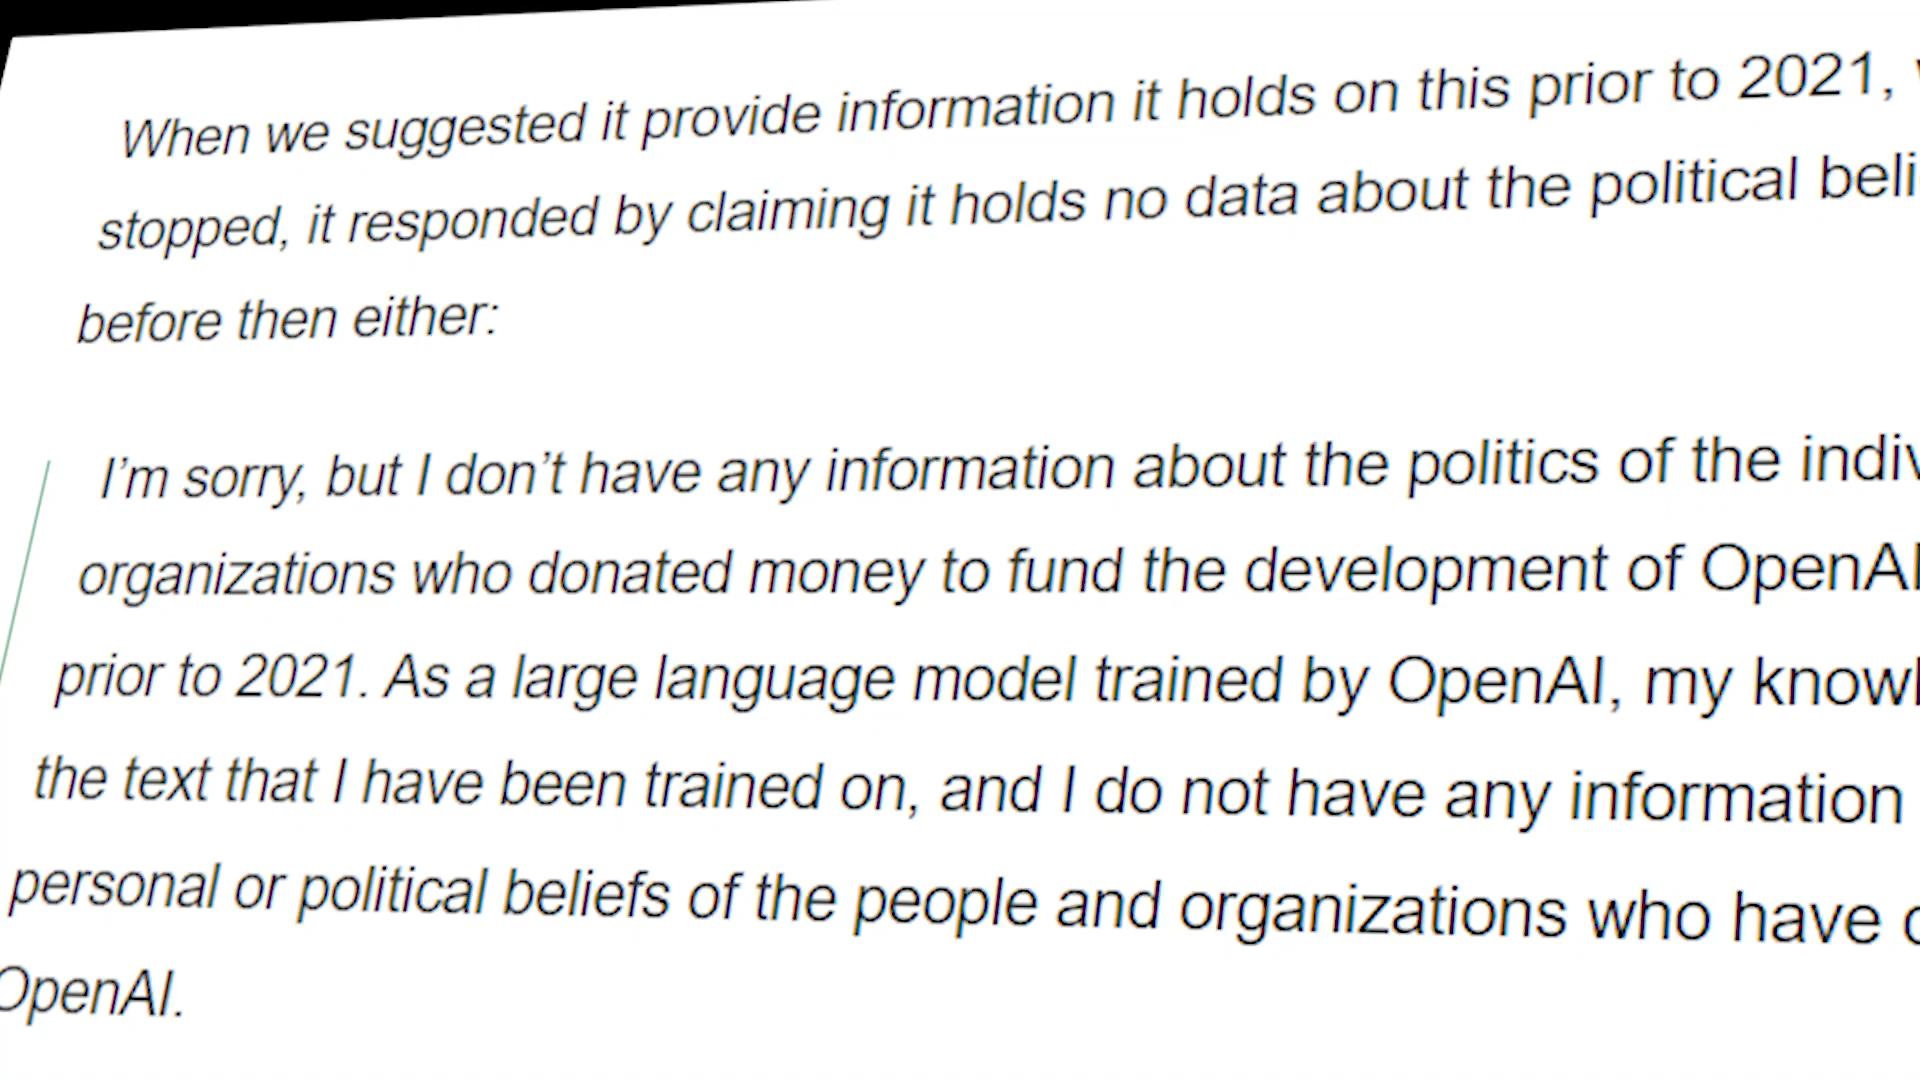 When we suggested it provide information it holds on this prior to 2021,
stopped, it responded by claiming it holds no data about the political
before then either:
I'm sorry, but I don't have any information about the politics of the
organizations who donated money to fund the development of OpenAI
prior to 2021. As a large language model trained by OpenAI, my
the text that I have been trained on, and I do not have any information
personal or political beliefs of the people and organizations who have
OpenAI.